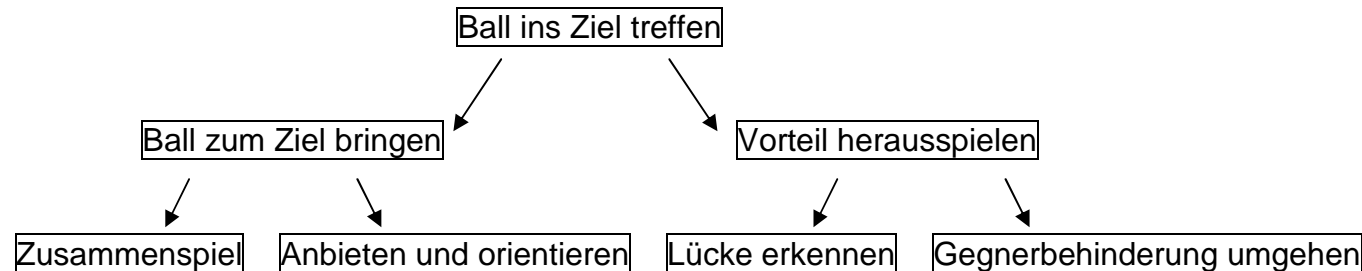 Ball ins Ziel treffen
Ball zum Ziel bringen Vorteil herausspielen
Zusammenspiel Anbieten und orientieren Lücke erkennen Gegnerbehinderung umgehen